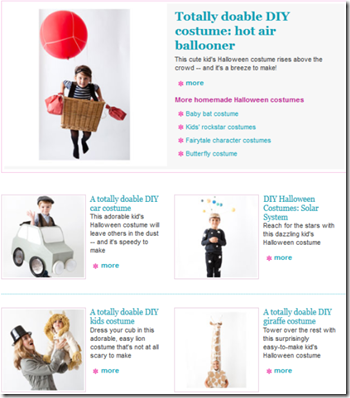 Totally doable DIY
costume: hot air
ballooner
This cute kid's Halloween costume rises above the
crowd -- and it's a breeze to make!
more
More homemade Halloween costumes
Baby bat costume
Kids' rockstar costumes
Fairytale character costumes
Butterfly costume
A totally doable DIY
car costume
This adorable kid's
Halloween costume will
leave others in the dust
-- and it's speedy to
make
more
DIY Halloween
Costumes: Solar
System
Reach for the stars with
this dazzling kid's
Halloween costume
more
A totally doable DIY
kids costume
Dress your cub in this
adorable, easy lion
costume that's not at all
scary to make
more
A totally doable DIY
giraffe costume
Tower over the rest with
this surprisingly
easy-to-make kid's
Halloween costume
more